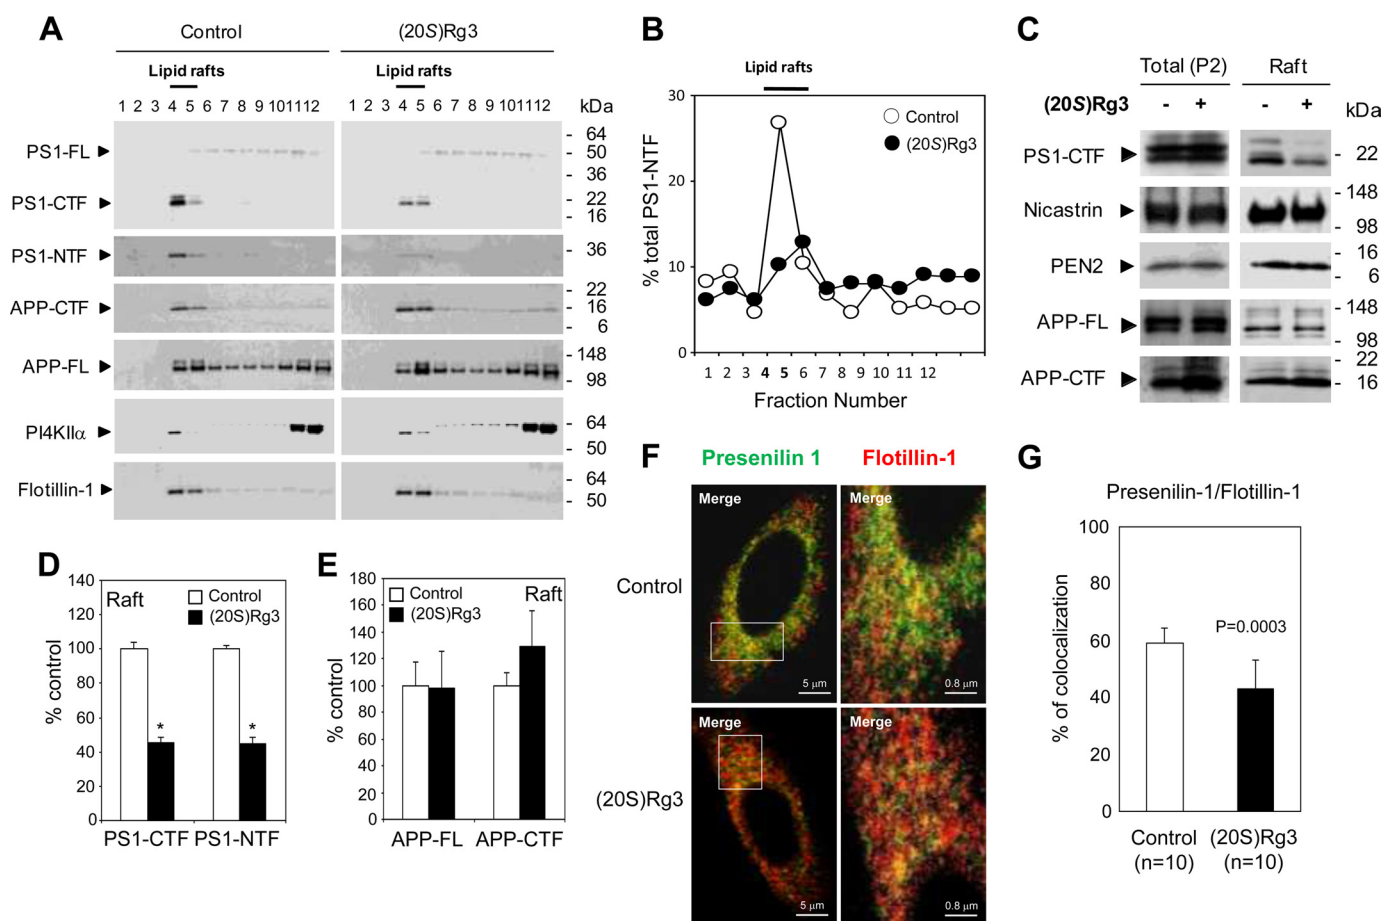 A
Control
(20S)Rg3
Lipid rafts
Lipid rafts
1 2 3 4 5 6 7 8 9 10 11 12
1 2 3 4 5 6 7 8 9 10 11 12
kDa
PS1-FL
- 64
- 50
- 36
PS1-CTF
- 22
- 16
PS1-NTF
- 36
APP-CTF
- 22
- 16
- 6
APP-FL
- 148
- 98
PI4KIIα
- 64
- 50
Flotillin-1
- 64
- 50
B
Lipid rafts
% total PS1-NTF
30
20
10
0
Control
(20S)Rg3
1 2 3 4 5 6 7 8 9 10 11 12
Fraction Number
C
Total (P2)
Raft
(20S)Rg3
- +
- +
kDa
PS1-CTF
- 22
Nicastrin
- 148
- 98
PEN2
- 16
- 6
APP-FL
- 148
- 98
APP-CTF
- 22
- 16
D
% control
140
120
100
80
60
40
20
0
Raft
Control
(20S)Rg3
*
*
PS1-CTF
PS1-NTF
E
% control
180
160
140
120
100
80
60
40
20
0
Control
(20S)Rg3
Raft
APP-FL
APP-CTF
F
Presenilin 1
Flotillin-1
Control
Merge
5 μm
Merge
0.8 μm
(20S)Rg3
Merge
5 μm
Merge
0.8 μm
G
Presenilin-1/Flotillin-1
% of colocalization
100
80
60
40
20
0
P=0.0003
Control
(n=10)
(20S)Rg3
(n=10)